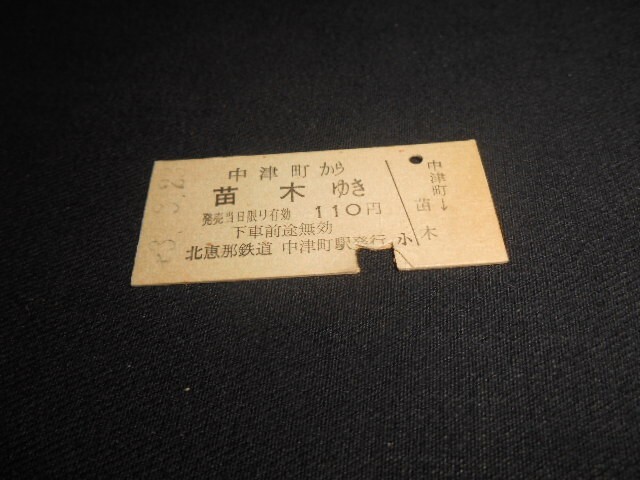 中津町から
苗木ゆき
発売当日限り有効 110円
下車前途無効
北恵那鉄道 中津町駅発行
小
中津町→苗木